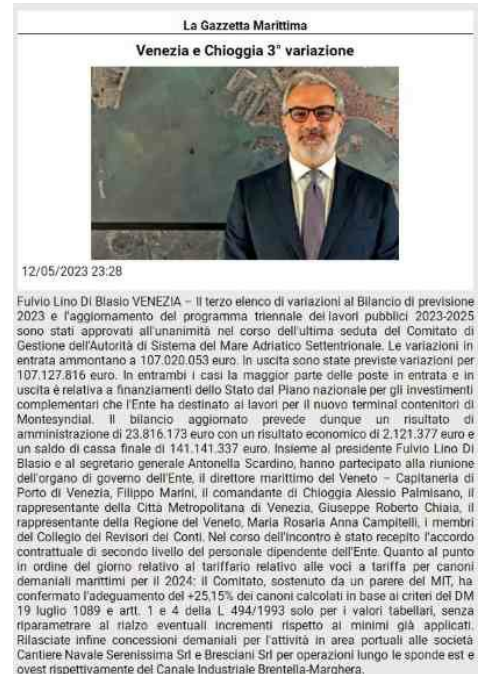 La Gazzetta Marittima
Venezia e Chioggia 3° variazione
12/05/2023 23:28
Fulvio Lino Di Blasio VENEZIA – Il terzo elenco di variazioni al Bilancio di previsione
2023 e l'aggiornamento del programma triennale dei lavori pubblici 2023-2025
sono stati approvati all'unanimità nel corso dell'ultima seduta del Comitato di
Gestione dell'Autorità di Sistema del Mare Adriatico Settentrionale. Le variazioni in
entrata ammontano a 107.020.053 euro. In uscita sono state previste variazioni per
107.127.816 euro. In entrambi i casi la maggior parte delle poste in entrata e in
uscita è relativa a finanziamenti dello Stato dal Piano nazionale per gli investimenti
complementari che l'Ente ha destinato ai lavori per il nuovo terminal contenitori di
Montesyndial. Il bilancio aggiornato prevede dunque un risultato di
amministrazione di 23.816.173 euro con un risultato economico di 2.121.377 euro e
un saldo di cassa finale di 141.141.337 euro. Insieme al presidente Fulvio Lino Di
Blasio e al segretario generale Antonella Scardino, hanno partecipato alla riunione
dell'organo di governo dell'Ente, il direttore marittimo del Veneto – Capitaneria di
Porto di Venezia, Filippo Marini, il comandante di Chioggia Alessio Palmisano, il
rappresentante della Città Metropolitana di Venezia, Giuseppe Roberto Chiaia, il
rappresentante della Regione del Veneto, Maria Rosaria Anna Campitelli, i membri
del Collegio dei Revisori dei Conti. Nel corso dell'incontro è stato recepito l'accordo
contrattuale di secondo livello del personale dipendente dell'Ente. Quanto al punto
in ordine del giorno relativo al tariffario relativo alle voci a tariffa per canoni
demaniali marittimi per il 2024: il Comitato, sostenuto da un parere del MIT, ha
confermato l'adeguamento del +25,15% dei canoni calcolati in base ai criteri del DM
19 luglio 1089 e artt. 1 e 4 della L 494/1993 solo per i valori tabellari, senza
riparametrare al rialzo eventuali incrementi rispetto ai minimi già applicati.
Rilasciate infine concessioni demaniali per l'attività in area portuali alle società
Cantiere Navale Serenissima Srl e Bresciani Srl per operazioni lungo le sponde est e
ovest rispettivamente del Canale Industriale Brentella-Marghera.